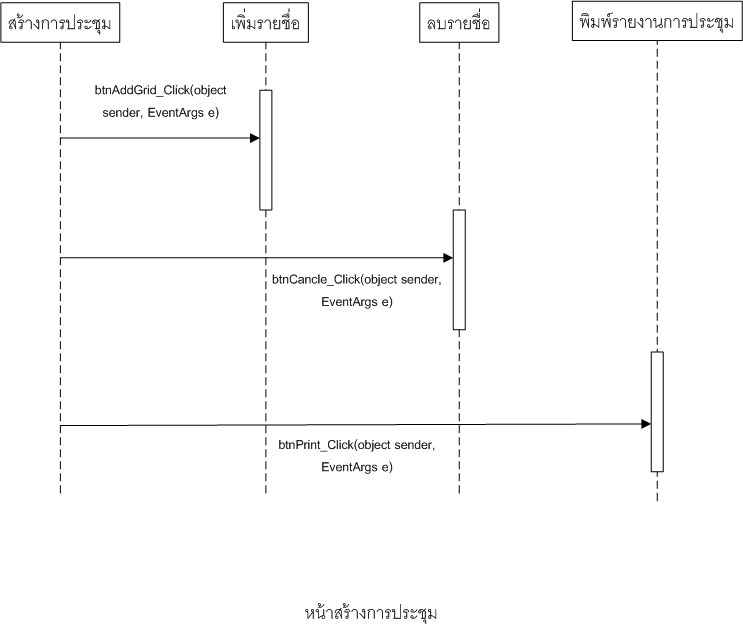 สร้างการประชุม
เพิ่มรายชื่อ
ลบรายชื่อ
พิมพ์รายงานการประชุม
btnAddGrid_Click(object
sender, EventArgs e)
btnCancle_Click(object sender,
EventArgs e)
btnPrint_Click(object sender,
EventArgs e)
หน้าสร้างการประชุม